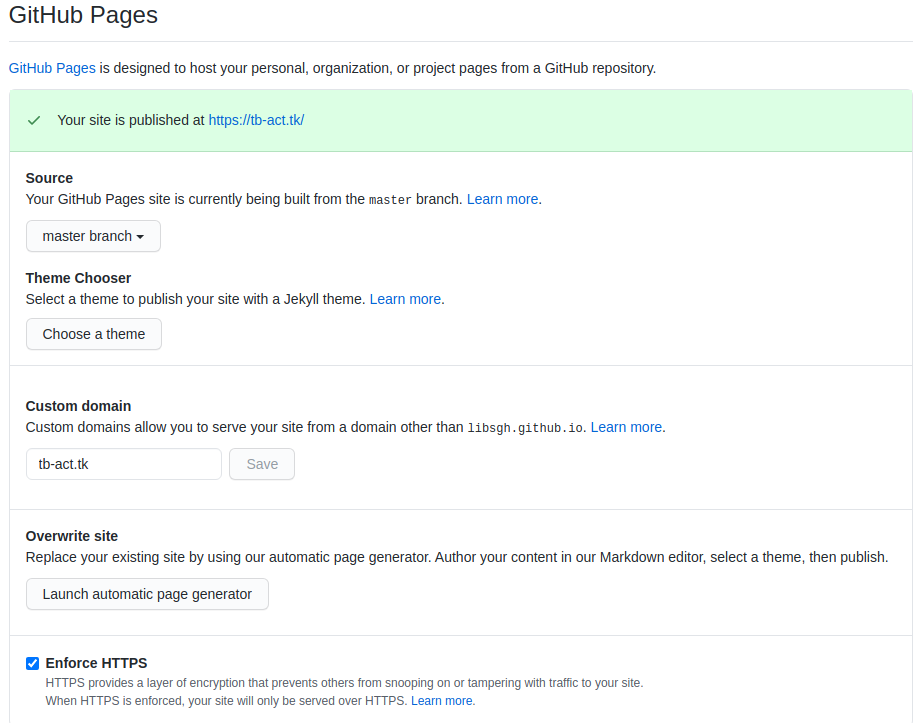 GitHub Pages
GitHub Pages is designed to host your personal, organization, or project pages from a GitHub repository.
Your site is published at https://tb-act.tk/
Source
Your GitHub Pages site is currently being built from the master branch. Learn more.
master branch
Theme Chooser
Select a theme to publish your site with a Jekyll theme. Learn more.
Choose a theme
Custom domain
Custom domains allow you to serve your site from a domain other than libsgh.github.io. Learn more.
tb-act.tk Save
Overwrite site
Replace your existing site by using our automatic page generator. Author your content in our Markdown editor, select a theme, then publish.
Launch automatic page generator
Enforce HTTPS
HTTPS provides a layer of encryption that prevents others from snooping on or tampering with traffic to your site.
When HTTPS is enforced, your site will only be served over HTTPS. Learn more.